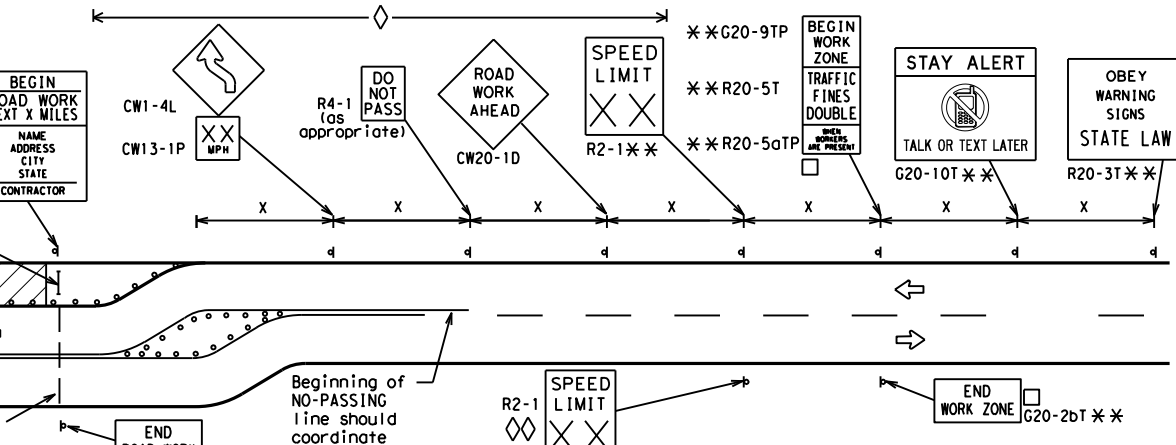 BEGIN
ROAD WORK
NEXT X MILES
NAME
ADDRESS
CITY
STATE
CONTRACTOR
CW1-4L
CW13-1P
XX
MPH
R4-1
(as
appropriate)
DO
NOT
PASS
ROAD
WORK
AHEAD
CW20-1D
SPEED
LIMIT
X X
R2-1**
**G20-9TP
**R20-5T
**R20-5aTP
BEGIN
WORK
ZONE
TRAFFIC
FINES
DOUBLE
WHEN
WORKERS
ARE PRESENT
STAY ALERT
TALK OR TEXT LATER
G20-10T**
OBEY
WARNING
SIGNS
STATE LAW
R20-3T**
X X X X X X X
Beginning of
NO-PASSING
line should
coordinate
R2-1
SPEED
LIMIT
X X
END
WORK ZONE
G20-2bT**
END
ROAD WORK